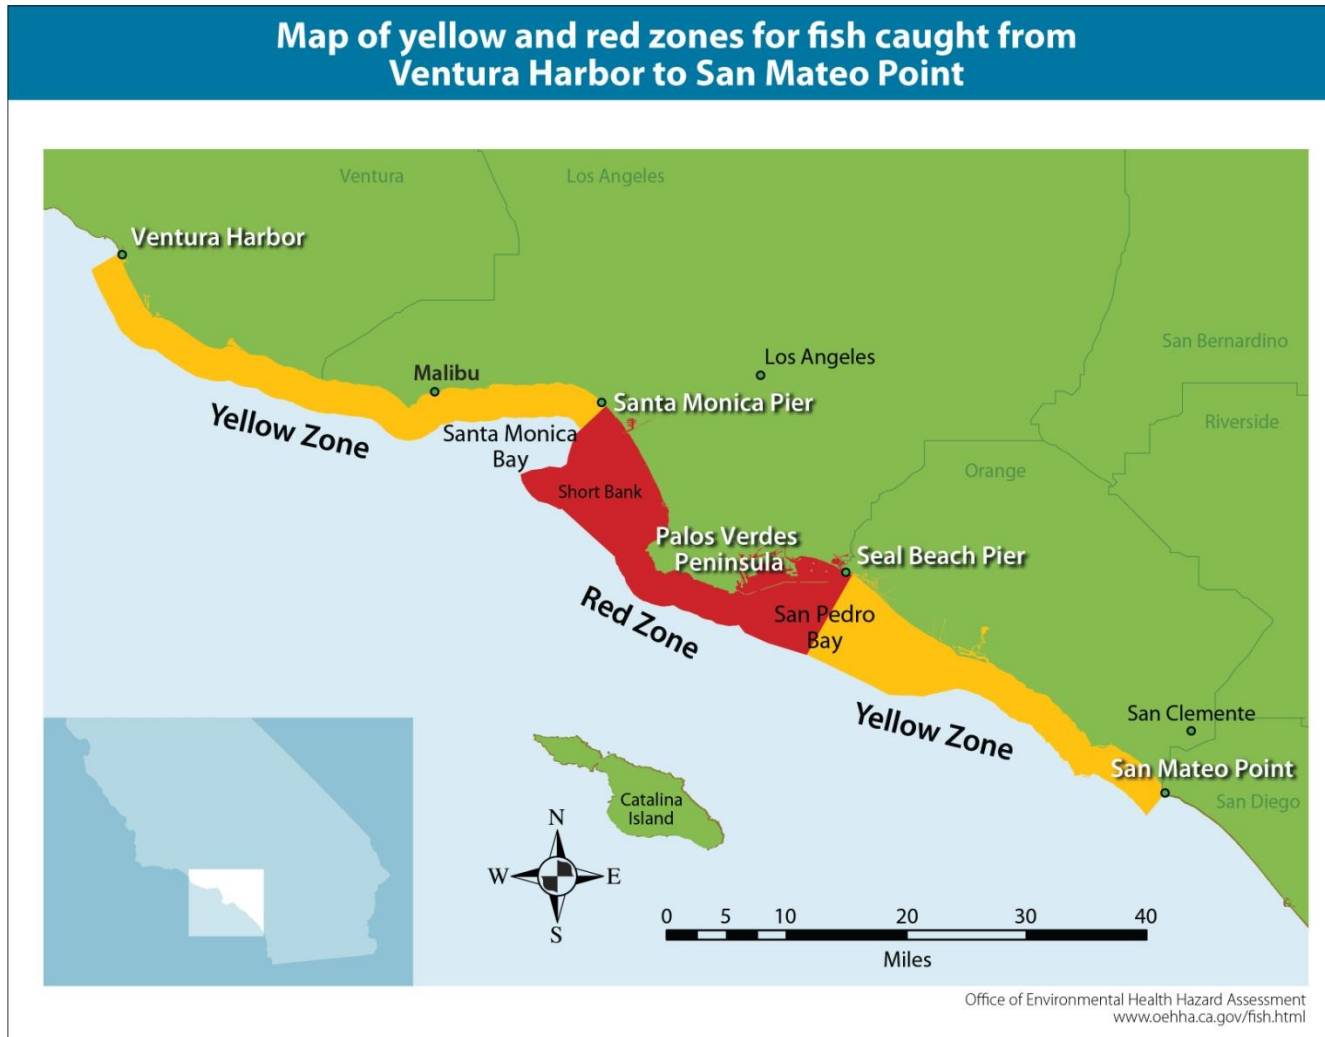 Map of yellow and red zones for fish caught from
Ventura Harbor to San Mateo Point
Ventura
Los Angeles
Ventura Harbor
San Bernardino
Los Angeles
Malibu
Santa Monica Pier
Yellow Zone
Santa Monica
Bay
Riverside
Orange
Short Bank
Palos Verdes
Peninsula
Seal Beach Pier
Red Zone
San Pedro
Bay
Yellow Zone
San Clemente
San Mateo Point
San Diego
Catalina
Island
N
W
E
S
0 5 10 20 30 40
Miles
Office of Environmental Health Hazard Assessment
www.oehha.ca.gov/fish.html